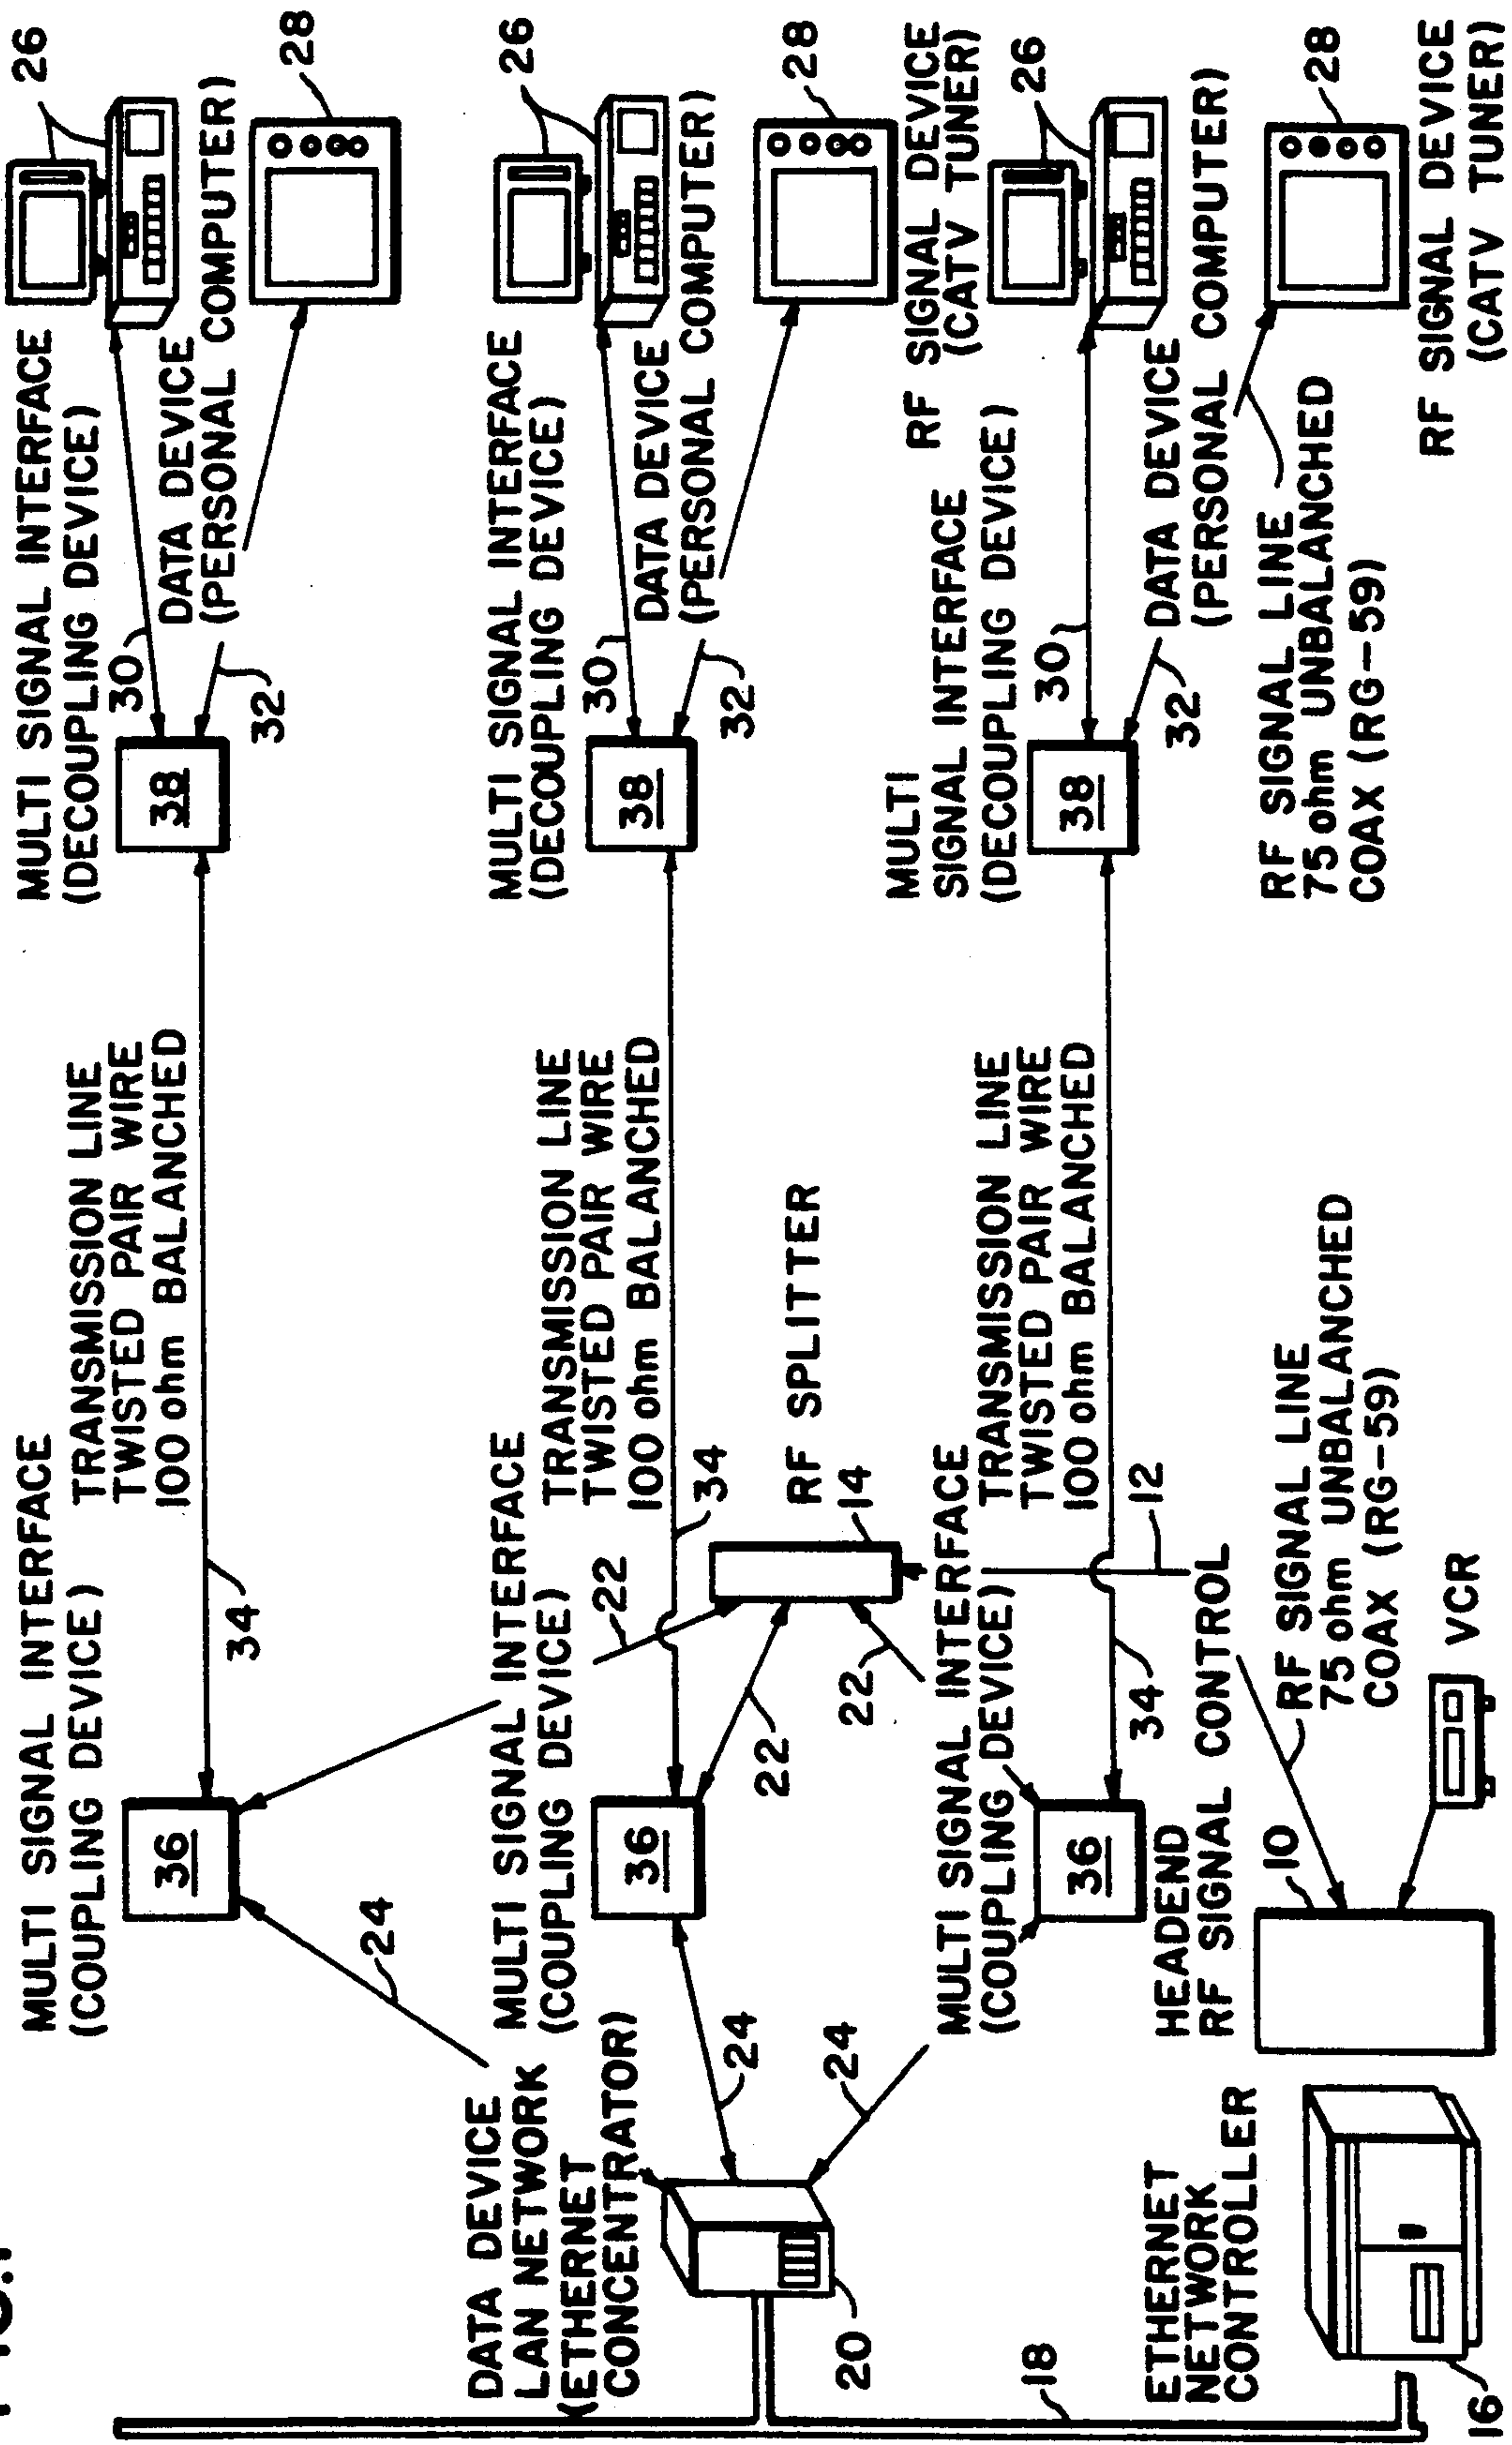 MULTI SIGNAL INTERFACE
(COUPLING DEVICE)
36
24
34
TRANSMISSION LINE
TWISTED PAIR WIRE
100 ohm BALANCHED
MULTI SIGNAL INTERFACE
(DECOUPLING DEVICE)
38
30
32
DATA DEVICE
(PERSONAL COMPUTER)
26
28
DATA DEVICE
LAN NETWORK
(ETHERNET
CONCENTRATOR)
20
24
24
MULTI SIGNAL INTERFACE
(COUPLING DEVICE)
36
22
22
22
34
TRANSMISSION LINE
TWISTED PAIR WIRE
100 ohm BALANCHED
RF SPLITTER
14
MULTI SIGNAL INTERFACE
(DECOUPLING DEVICE)
38
30
32
DATA DEVICE
(PERSONAL COMPUTER)
26
28
RF SIGNAL DEVICE
(CATV TUNER)
MULTI SIGNAL INTERFACE
(COUPLING DEVICE)
36
34
TRANSMISSION LINE
TWISTED PAIR WIRE
100 ohm BALANCHED
12
MULTI
SIGNAL INTERFACE
(DECOUPLING DEVICE)
38
30
32
DATA DEVICE
(PERSONAL COMPUTER)
26
28
RF SIGNAL LINE
75 ohm UNBALANCHED
COAX (RG-59)
RF SIGNAL DEVICE
(CATV TUNER)
18
ETHERNET
NETWORK
CONTROLLER
16
HEADEND
RF SIGNAL CONTROL
10
RF SIGNAL LINE
75 ohm UNBALANCHED
COAX (RG-59)
VCR